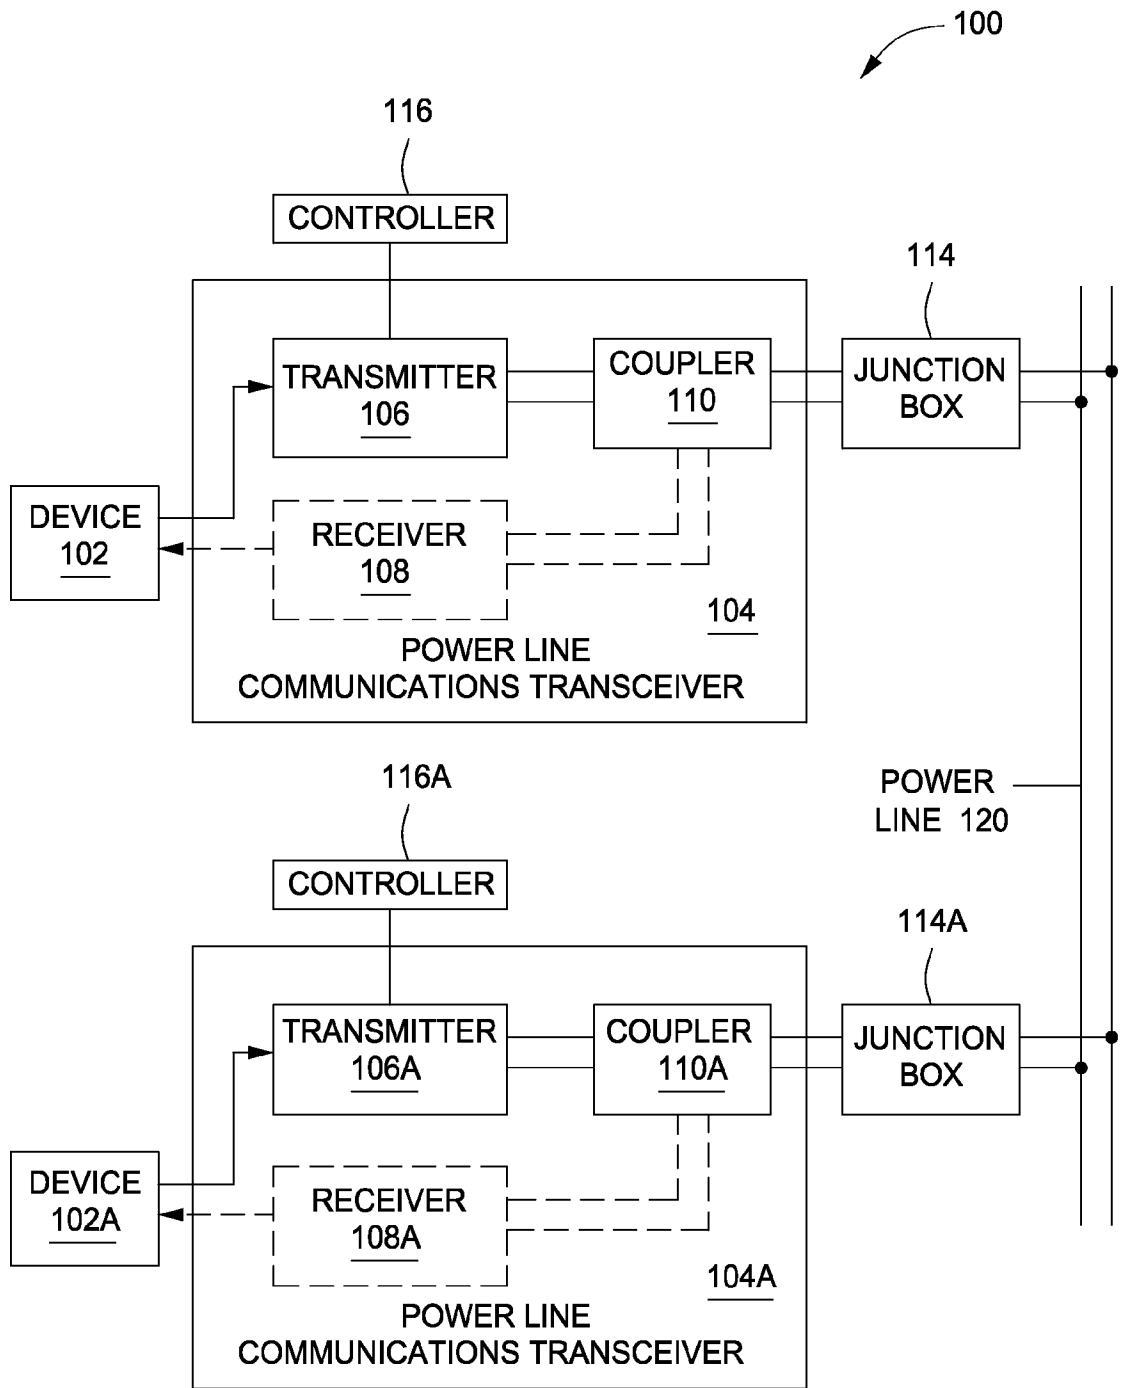 100
116
CONTROLLER
114
TRANSMITTER
106
COUPLER
110
JUNCTION
BOX
DEVICE
102
RECEIVER
108
104
POWER LINE
COMMUNICATIONS TRANSCEIVER
POWER
LINE 120
116A
CONTROLLER
114A
TRANSMITTER
106A
COUPLER
110A
JUNCTION
BOX
DEVICE
102A
RECEIVER
108A
104A
POWER LINE
COMMUNICATIONS TRANSCEIVER